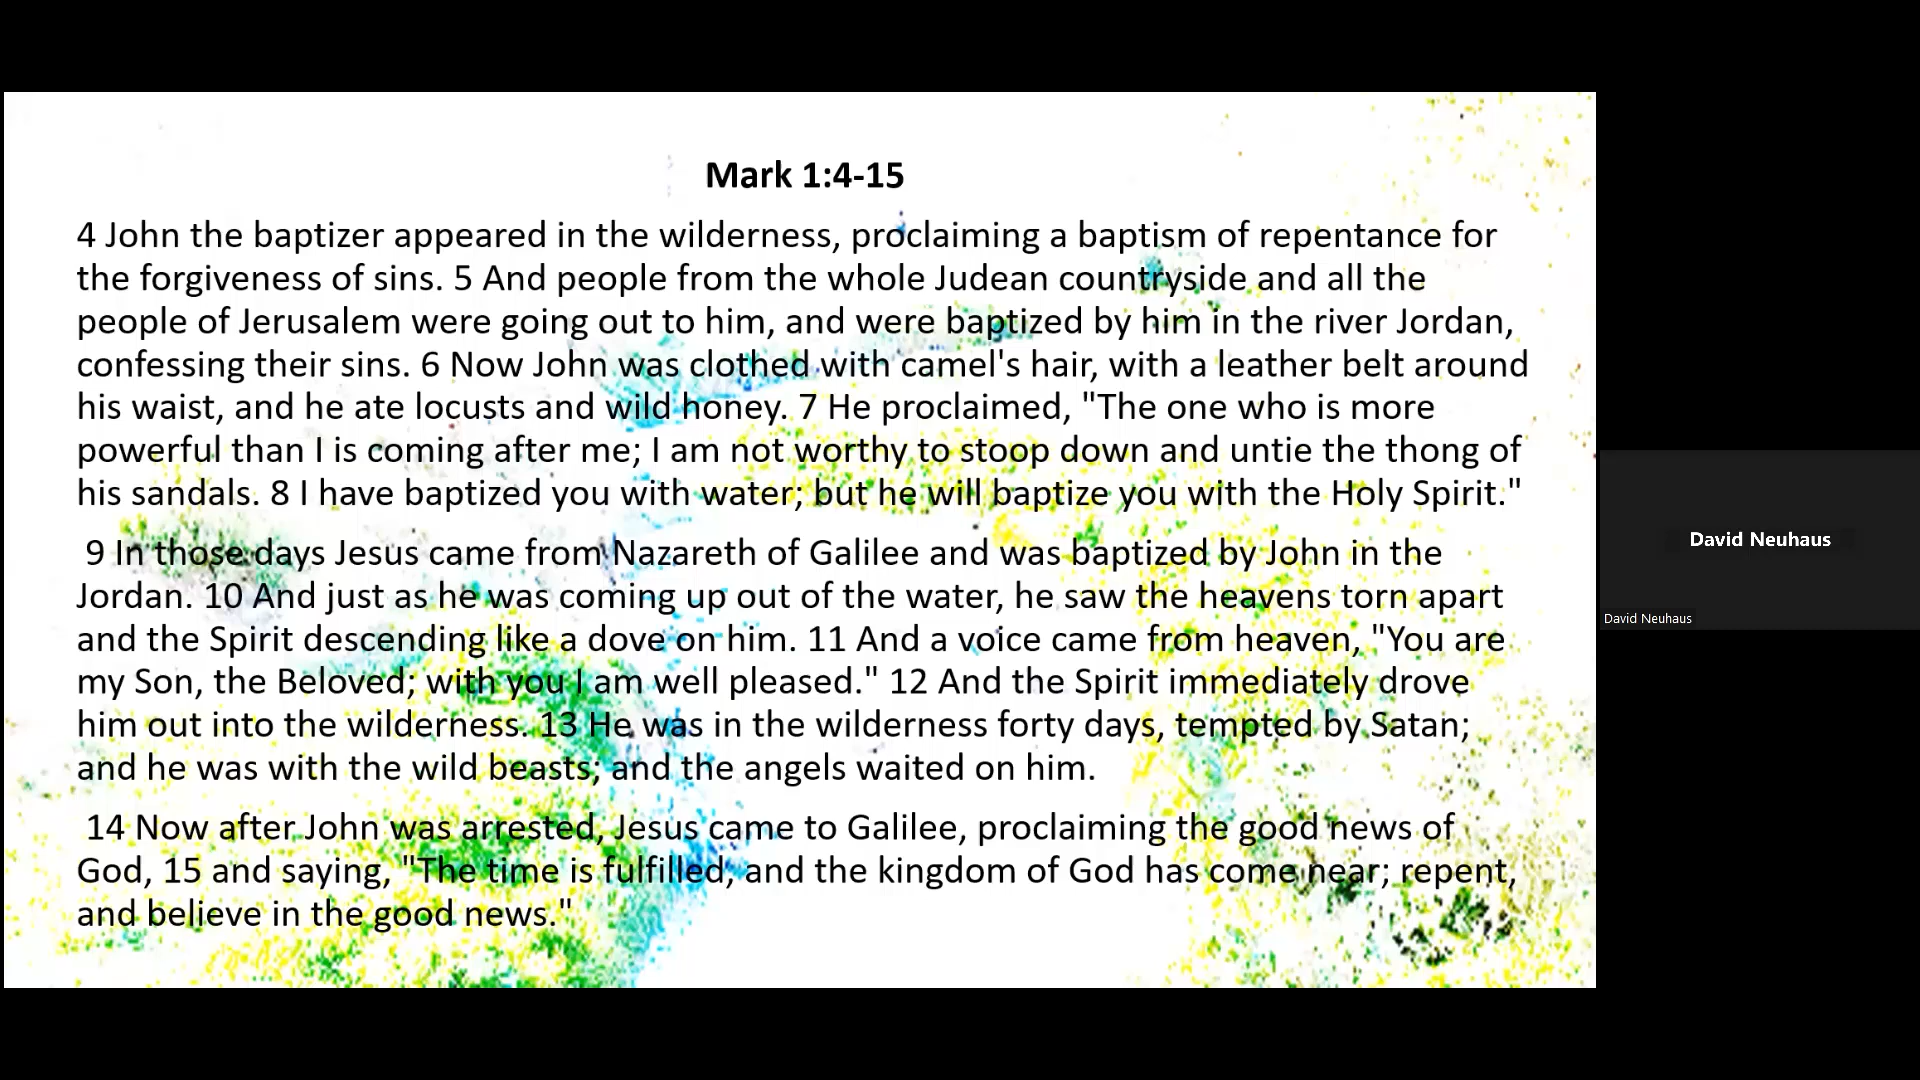 Mark 1:4-15
4 John the baptizer appeared in the wilderness, proclaiming a baptism of repentance for
the forgiveness of sins. 5 And people from the whole Judean countryside and all the
people of Jerusalem were going out to him, and were baptized by him in the river Jordan,
confessing their sins. 6 Now John was clothed with camel's hair, with a leather belt around
his waist, and he ate locusts and wild honey. 7 He proclaimed, "The one who is more
powerful than I is coming after me; I am not worthy to stoop down and untie the thong of
his sandals. 8 I have baptized you with water; but he will baptize you with the Holy Spirit."
9 In those days Jesus came from Nazareth of Galilee and was baptized by John in the
Jordan. 10 And just as he was coming up out of the water, he saw the heavens torn apart
and the Spirit descending like a dove on him. 11 And a voice came from heaven, "You are
my Son, the Beloved; with you I am well pleased." 12 And the Spirit immediately drove
him out into the wilderness. 13 He was in the wilderness forty days, tempted by Satan;
and he was with the wild beasts; and the angels waited on him.
14 Now after John was arrested, Jesus came to Galilee, proclaiming the good news of
God, 15 and saying, "The time is fulfilled, and the kingdom of God has come near; repent,
and believe in the good news."
David Neuhaus
David Neuhaus